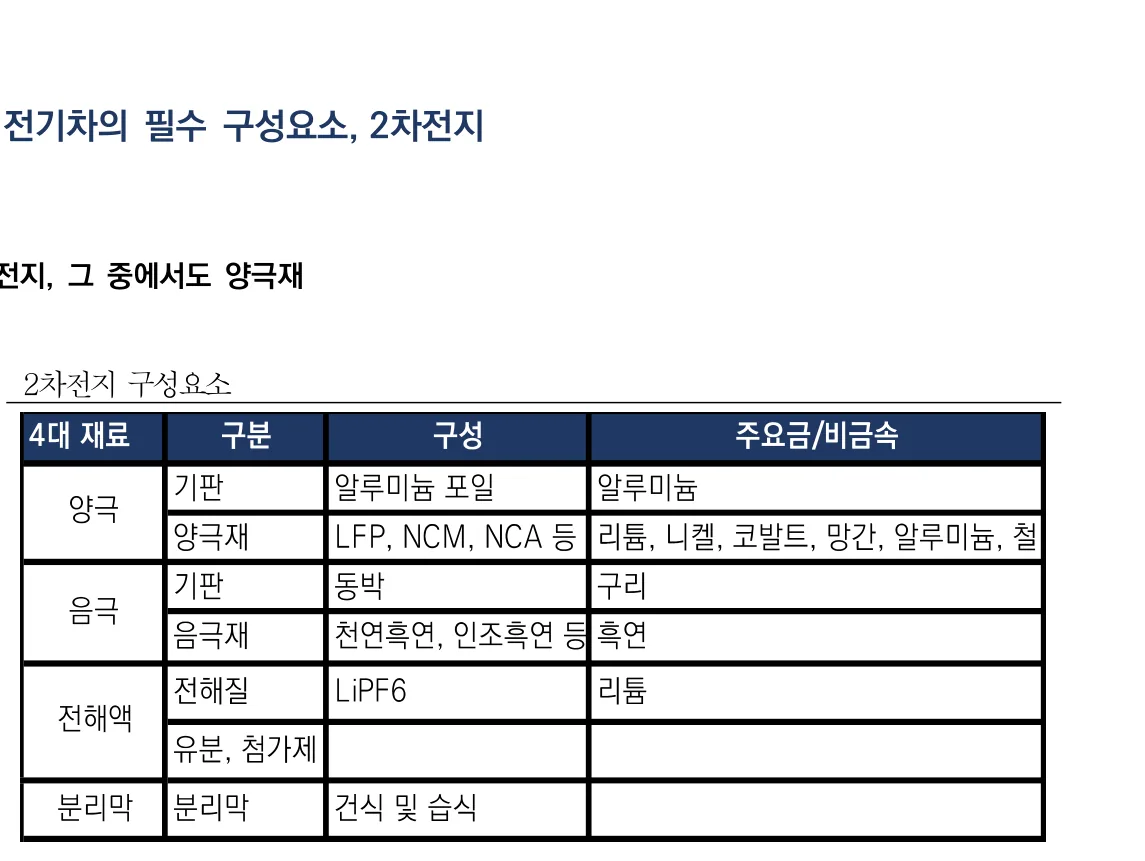 전기차의 필수 구성요소, 2차전지
전지, 그 중에서도 양극재
2차전지 구성요소
4대 재료 구분 구성 주요금/비금속
양극 기판 알루미늄 포일 알루미늄
양극재 LFP, NCM, NCA 등 리튬, 니켈, 코발트, 망간, 알루미늄, 철
음극 기판 동박 구리
음극재 천연흑연, 인조흑연 등 흑연
전해액 전해질 LiPF6 리튬
유분, 첨가제
분리막 분리막 건식 및 습식